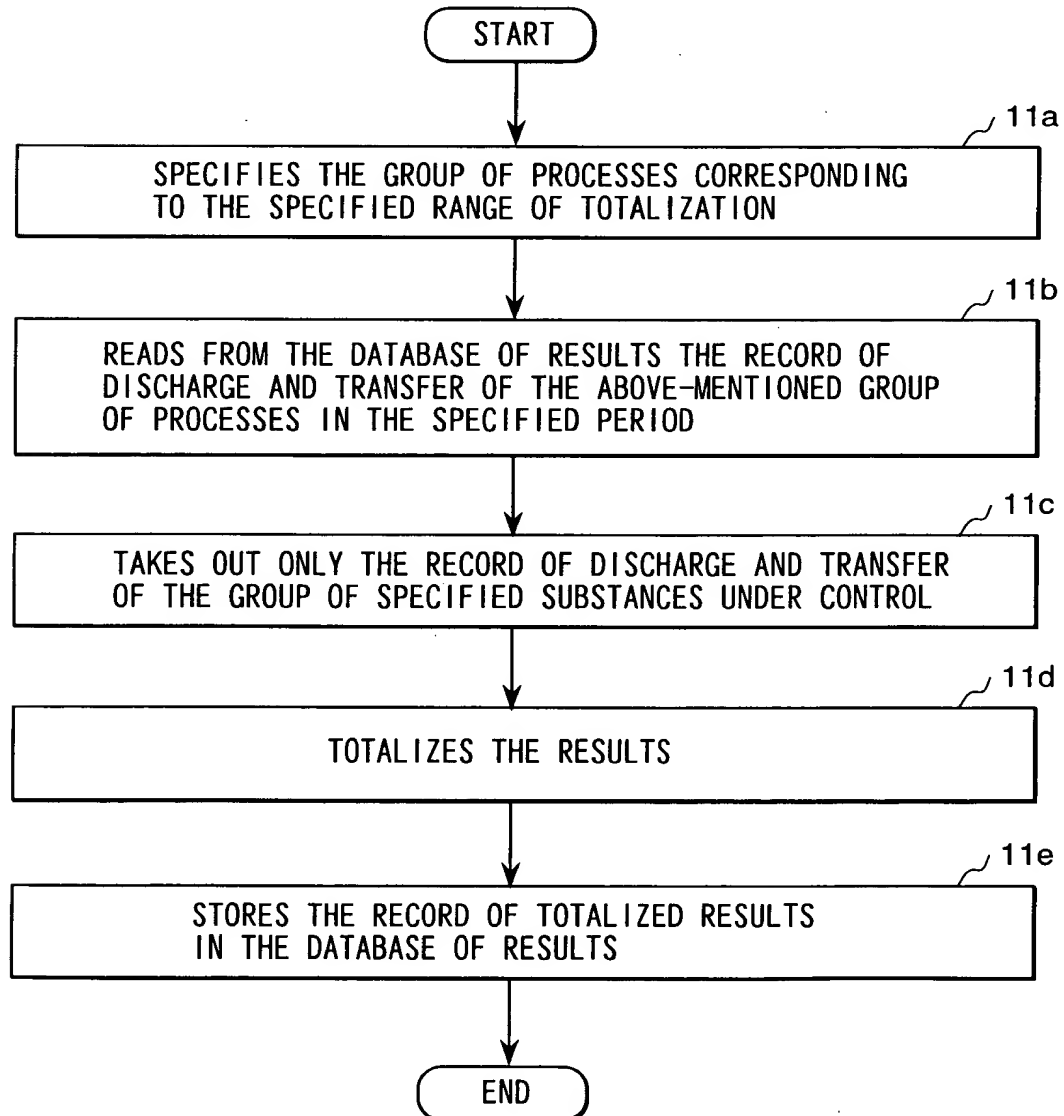 START
11a
SPECIFIES THE GROUP OF PROCESSES CORRESPONDING
TO THE SPECIFIED RANGE OF TOTALIZATION
11b
READS FROM THE DATABASE OF RESULTS THE RECORD OF
DISCHARGE AND TRANSFER OF THE ABOVE-MENTIONED GROUP
OF PROCESSES IN THE SPECIFIED PERIOD
11c
TAKES OUT ONLY THE RECORD OF DISCHARGE AND TRANSFER
OF THE GROUP OF SPECIFIED SUBSTANCES UNDER CONTROL
11d
TOTALIZES THE RESULTS
11e
STORES THE RECORD OF TOTALIZED RESULTS
IN THE DATABASE OF RESULTS
END